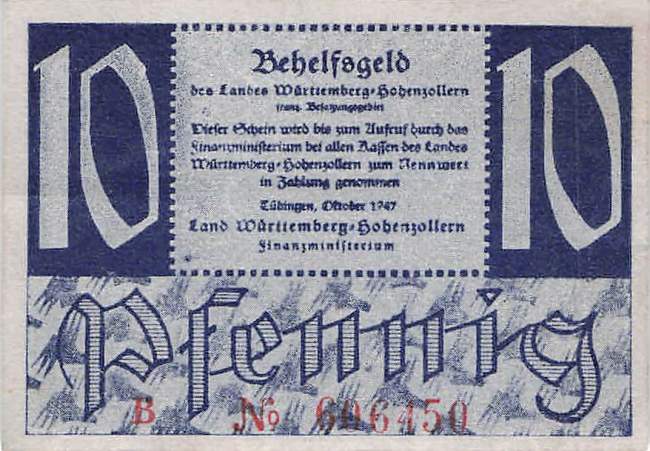 10
Behelfsgeld
des Landes Württemberg-Hohenzollern
franz. Besatzungsgebiet
Dieser Schein wird bis zum Aufruf durch das
Finanzministerium bei allen Kassen des Landes
Württemberg-Hohenzollern zum Nennwert
in Zahlung genommen
Tübingen, Oktober 1947
Land Württemberg-Hohenzollern
Finanzministerium
10
Pfennig
B № 606450